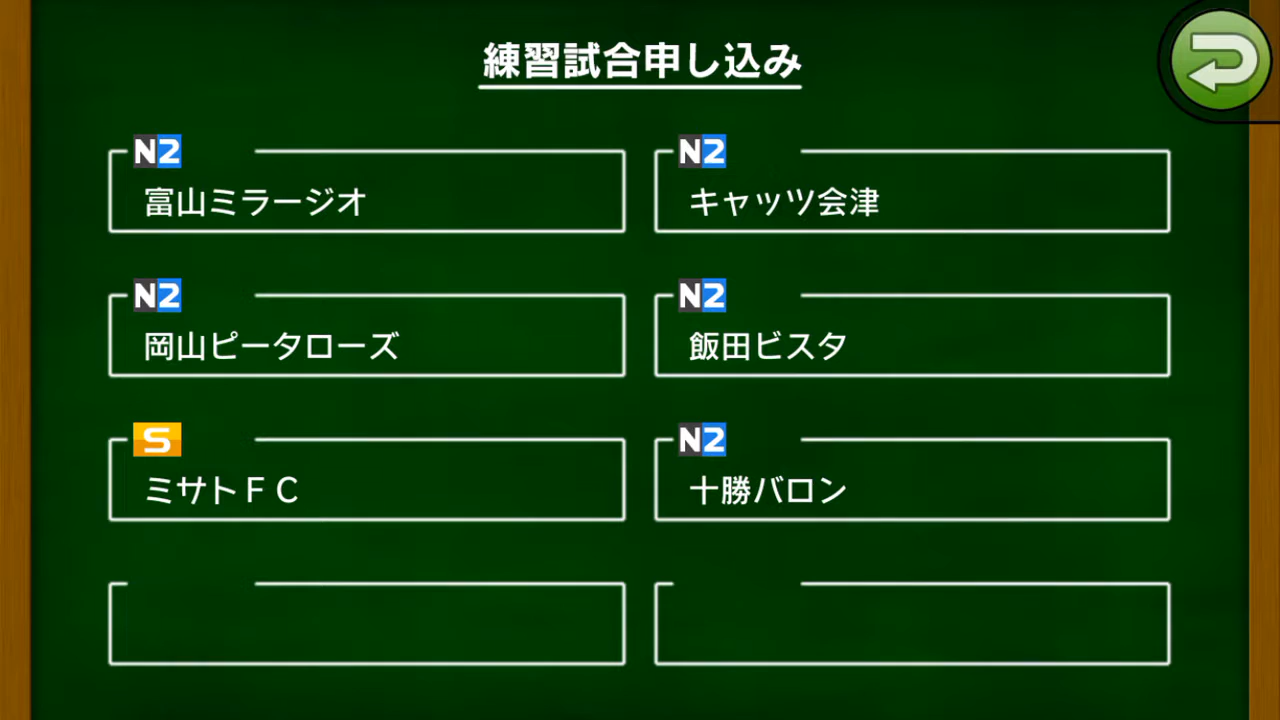 練習試合申し込み
N2
富山ミラージオ
N2
キャッツ会津
N2
岡山ピータローズ
N2
飯田ビスタ
S
ミサトＦＣ
N2
十勝バロン